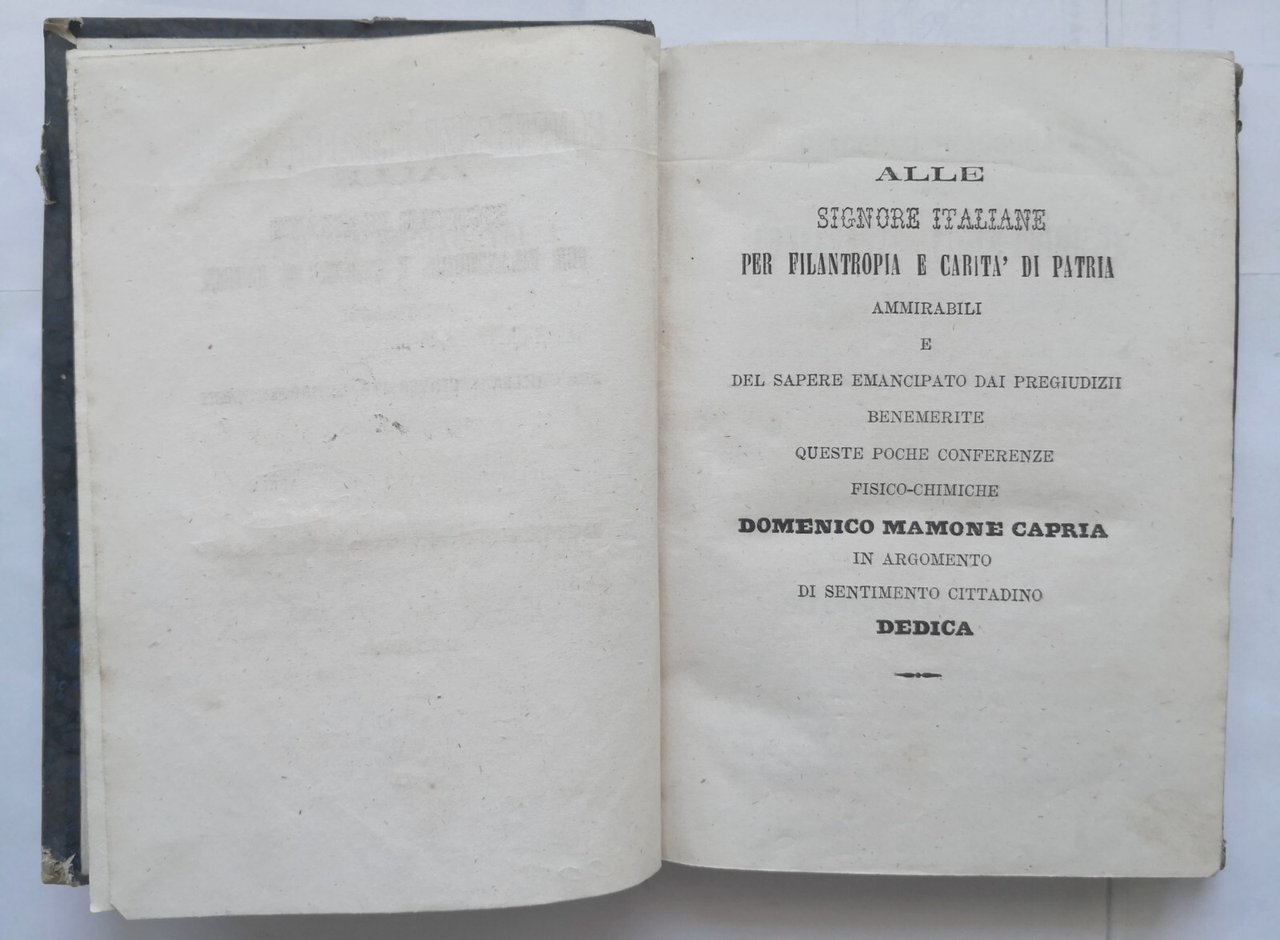 ALLE
SIGNORE ITALIANE
PER FILANTROPIA E CARITA' DI PATRIA
AMMIRABILI
E
DEL SAPERE EMANCIPATO DAI PREGIUDIZII
BENEMERITE
QUESTE POCHE CONFERENZE
FISICO-CHIMICHE
DOMENICO MAMONE CAPRIA
IN ARGOMENTO
DI SENTIMENTO CITTADINO
DEDICA